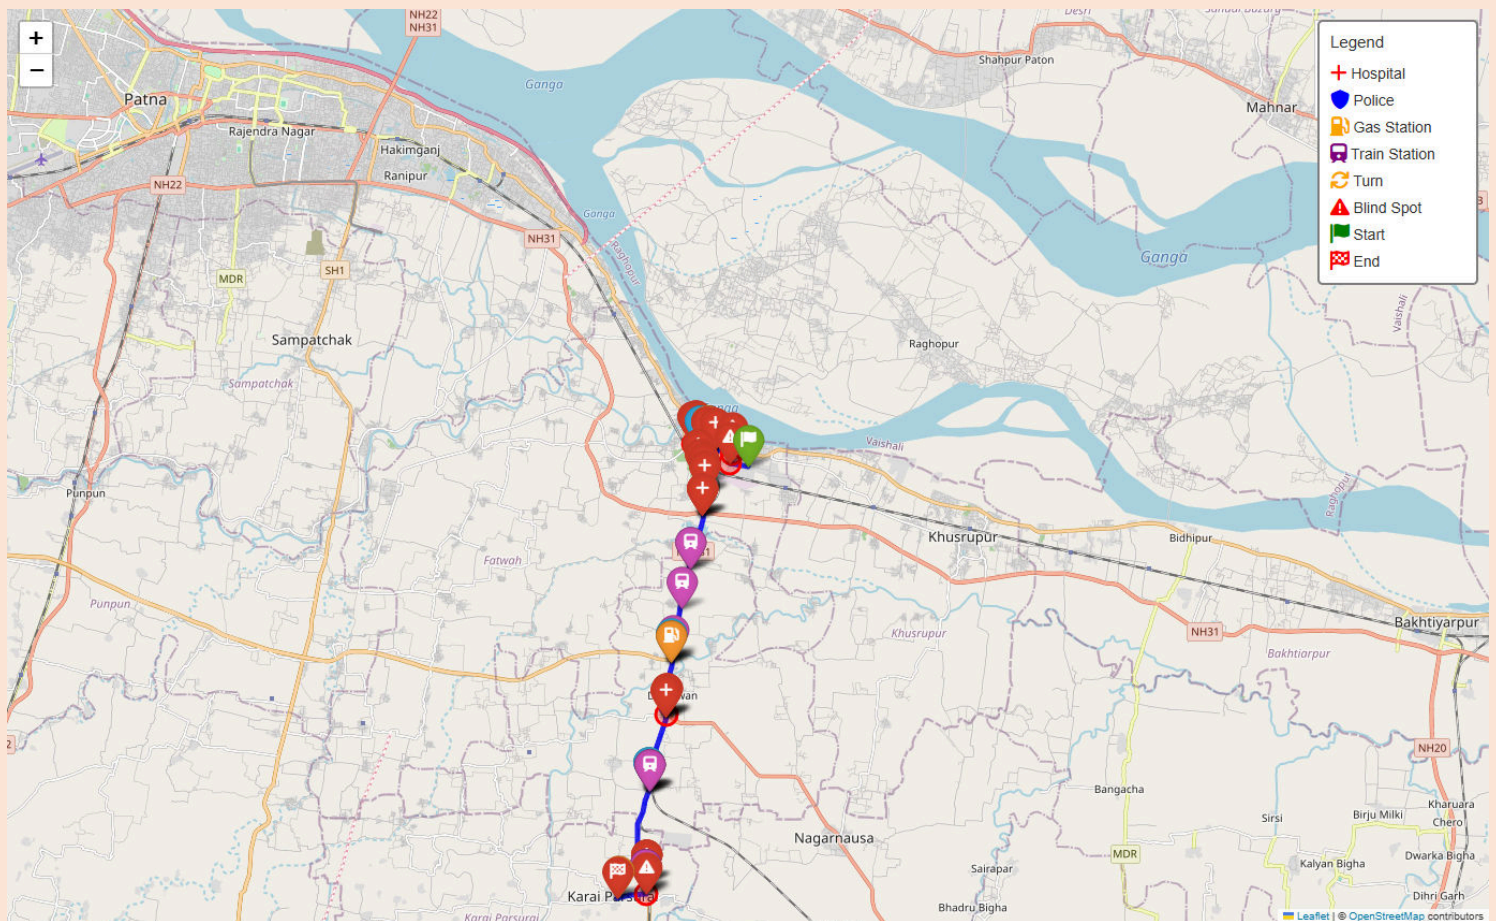 NH22
NH31
+
−
Patna
Rajendra Nagar
Hakimganj
Ranipur
NH22
NH31
SH1
MDR
Sampatchak
Sampatchak
Ganga
Ganga
Raghopur
Desri
Shahpur Paton
Mahnar
Legend
Hospital
Police
Gas Station
Train Station
Turn
Blind Spot
Start
End
Ganga
Vaishali
Raghopur
Vaishali
Raghopur
Punpun
Punpun
Fatwah
Khusrupur
Bidhipur
Khusrupur
NH31
Bakhtiyarpur
Bakhtiarpur
NH20
Bangacha
Nagarnausa
Sirsi
Birju Milki
Kharuara
Chero
MDR
Sairapar
Kalyan Bigha
Dwarka Bigha
Bhadru Bigha
Dihri Garh
Karai Parsurai
Leaflet | © OpenStreetMap contributors